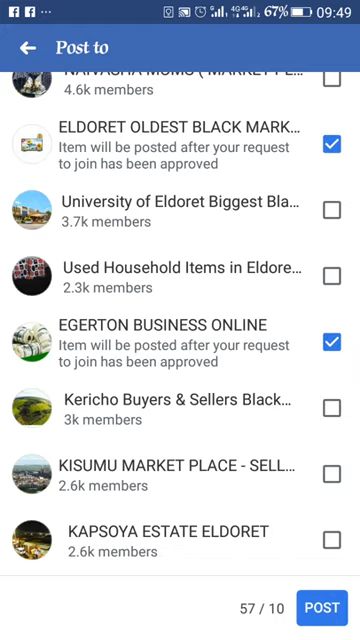 67% 09:49
Post to
NAIVASHA MUMS ( MARKET PL...
4.6k members
ELDORET OLDEST BLACK MARK...
Item will be posted after your request
to join has been approved
University of Eldoret Biggest Bla...
3.7k members
Used Household Items in Eldore...
2.3k members
EGERTON BUSINESS ONLINE
Item will be posted after your request
to join has been approved
Kericho Buyers & Sellers Black...
3k members
KISUMU MARKET PLACE - SELL...
2.6k members
KAPSOYA ESTATE ELDORET
2.6k members
57 / 10 POST